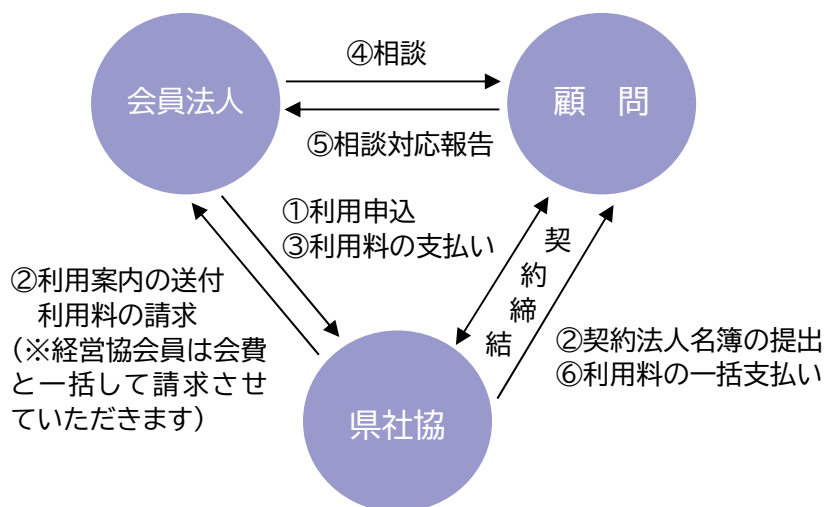 ④相談
会員法人
顧　問
⑤相談対応報告
①利用申込
③利用料の支払い
契約締結
②利用案内の送付
利用料の請求
（※経営協会員は会費
と一括して請求させ
ていただきます）
②契約法人名簿の提出
⑥利用料の一括支払い
県社協